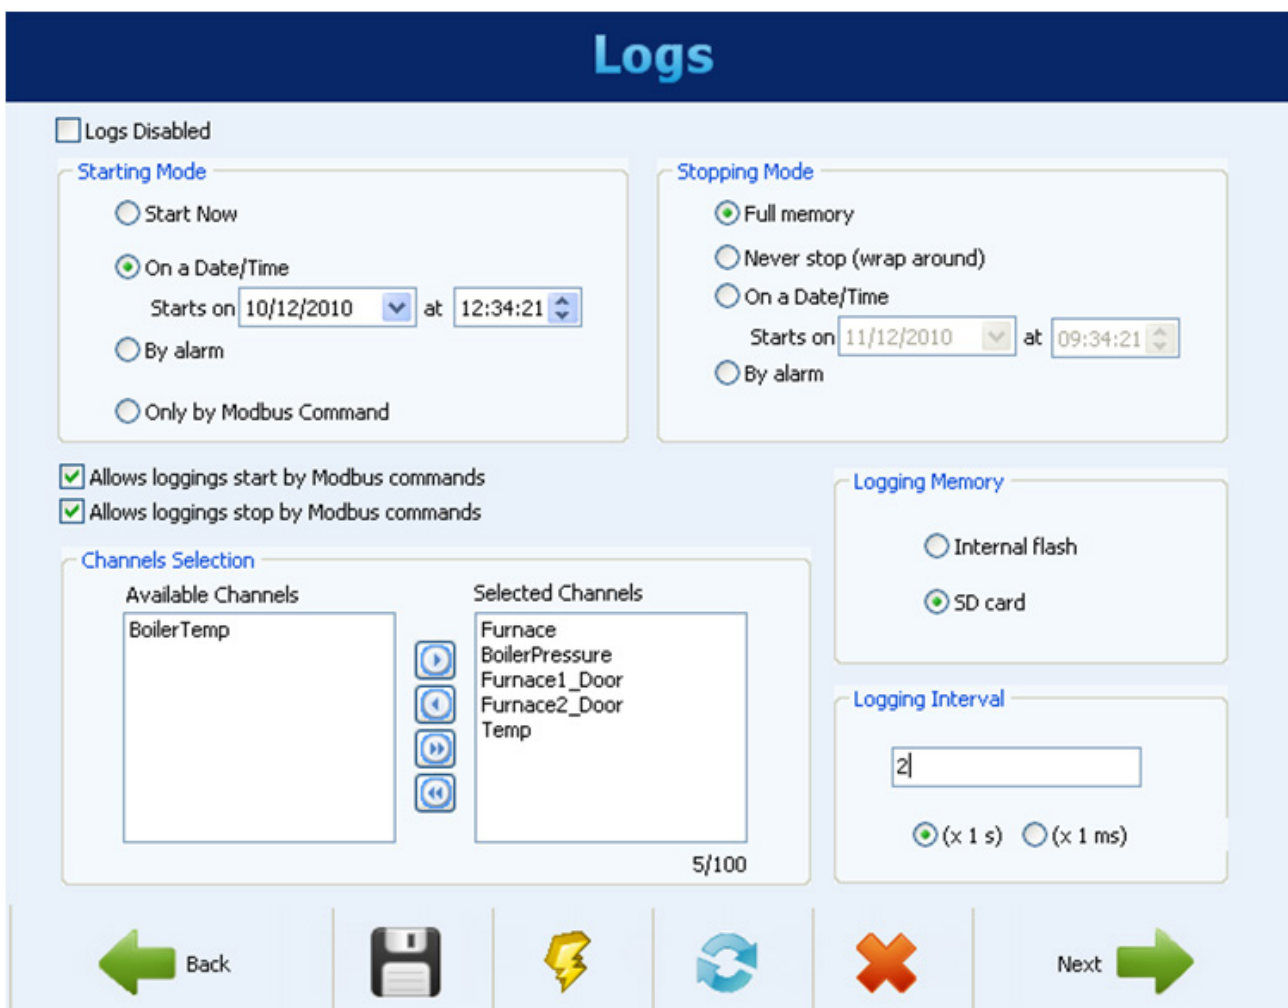 Logs
Logs Disabled
Starting Mode
Start Now
On a Date/Time
Starts on 10/12/2010 at 12:34:21
By alarm
Only by Modbus Command
Stopping Mode
Full memory
Never stop (wrap around)
On a Date/Time
Starts on 11/12/2010 at 09:34:21
By alarm
Allows loggings start by Modbus commands
Allows loggings stop by Modbus commands
Logging Memory
Internal flash
SD card
Channels Selection
Available Channels
BoilerTemp
Selected Channels
Furnace
BoilerPressure
Furnace1_Door
Furnace2_Door
Temp
5/100
Logging Interval
2
(x 1 s) (x 1 ms)
Back
Next